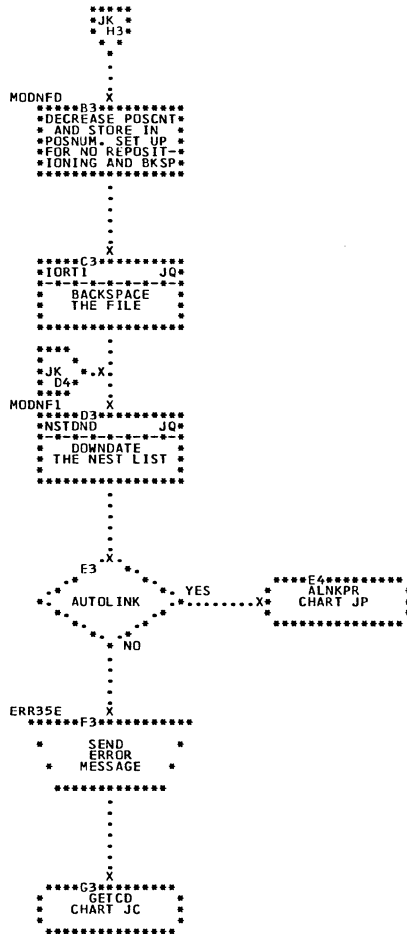 JK
H3
MODNFD
B3
DECREASE POSCNT
AND STORE IN
POSNUM. SET UP
FOR NO REPOSIT-
IONING AND BKSP
C3
IORT1 JQ
BACKSPACE
THE FILE
JK
D4
MODNF1
D3
NSTDND JQ
DOWNDATE
THE NEST LIST
E3
AUTOLINK
YES
E4
ALNKPR
CHART JP
NO
ERR35E
F3
SEND
ERROR
MESSAGE
G3
GETCD
CHART JC